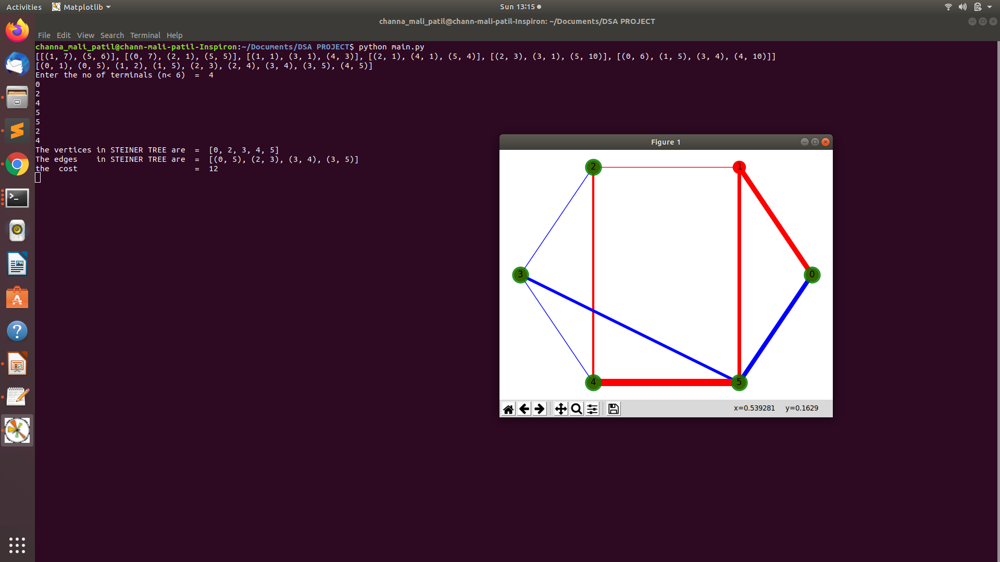 Activities Matplotlib Sun 13:15
channa_mali_patil@chann-mali-patil-Inspiron: ~/Documents/DSA PROJECT
File Edit View Search Terminal Help
channa_mali_patil@chann-mali-patil-Inspiron:~/Documents/DSA PROJECT$ python main.py
[[(1, 7), (5, 6)], [(0, 7), (2, 1), (5, 5)], [(1, 1), (3, 1), (4, 3)], [(2, 1), (4, 1), (5, 4)], [(2, 3), (3, 1), (5, 10)], [(0, 6), (1, 5), (3, 4), (4, 10)]]
[(0, 1), (0, 5), (1, 2), (1, 5), (2, 3), (2, 4), (3, 4), (3, 5), (4, 5)]
Enter the no of terminals (n< 6)  =  4
0
2
4
5
5
2
4
The vertices in STEINER TREE are  =  [0, 2, 3, 4, 5]
The edges    in STEINER TREE are  =  [(0, 5), (2, 3), (3, 4), (3, 5)]
the  cost                         =  12
Figure 1
2 1
3 0
4 5
x=0.539281 y=0.1629